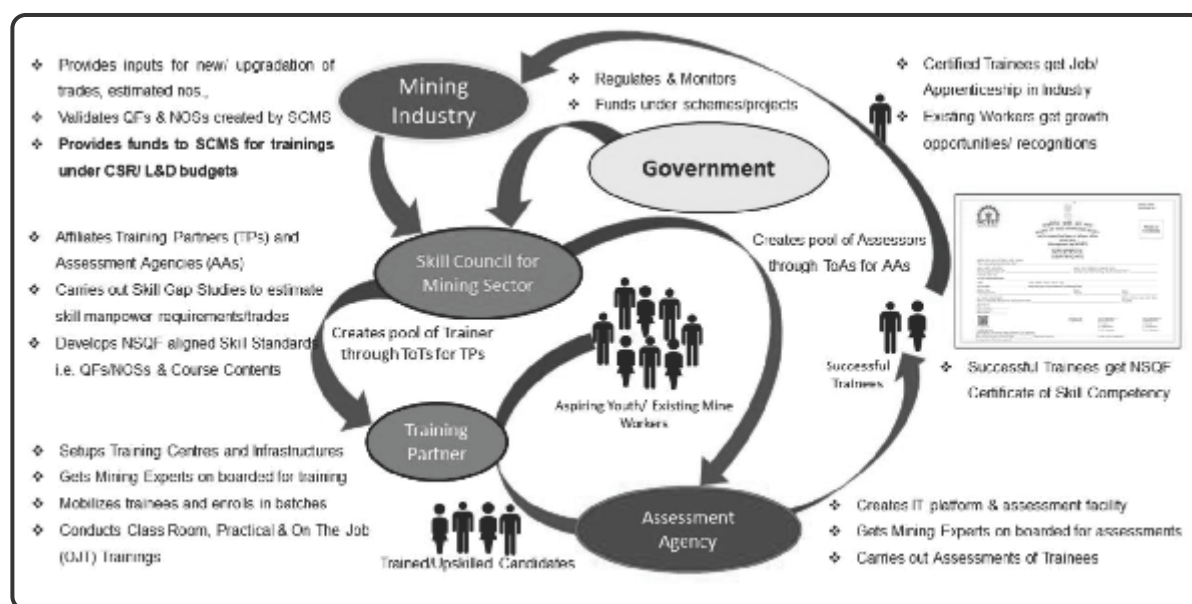 ❖ Provides inputs for new/ upgradation of
trades, estimated nos.,
❖ Validates QFs & NOSs created by SCMS
❖ Provides funds to SCMS for trainings
under CSR/ L&D budgets
Mining
Industry
❖ Regulates & Monitors
❖ Funds under schemes/projects
Government
❖ Certified Trainees get Job/
Apprenticeship in Industry
❖ Existing Workers get growth
opportunities/ recognitions
❖ Affiliates Training Partners (TPs) and
Assessment Agencies (AAs)
❖ Carries out Skill Gap Studies to estimate
skill manpower requirements/trades
❖ Develops NSQF aligned Skill Standards
i.e. QFs/NOSs & Course Contents
Skill Council for
Mining Sector
Creates pool of Trainer
through ToTs for TPs
Creates pool of Assessors
through ToAs for AAs
Aspiring Youth/ Existing Mine
Workers
Successful
Trainees
❖ Successful Trainees get NSQF
Certificate of Skill Competency
Training
Partner
❖ Setups Training Centres and Infrastructures
❖ Gets Mining Experts on boarded for training
❖ Mobilizes trainees and enrolls in batches
❖ Conducts Class Room, Practical & On The Job
(OJT) Trainings
Trained/Upskilled Candidates
Assessment
Agency
❖ Creates IT platform & assessment facility
❖ Gets Mining Experts on boarded for assessments
❖ Carries out Assessments of Trainees